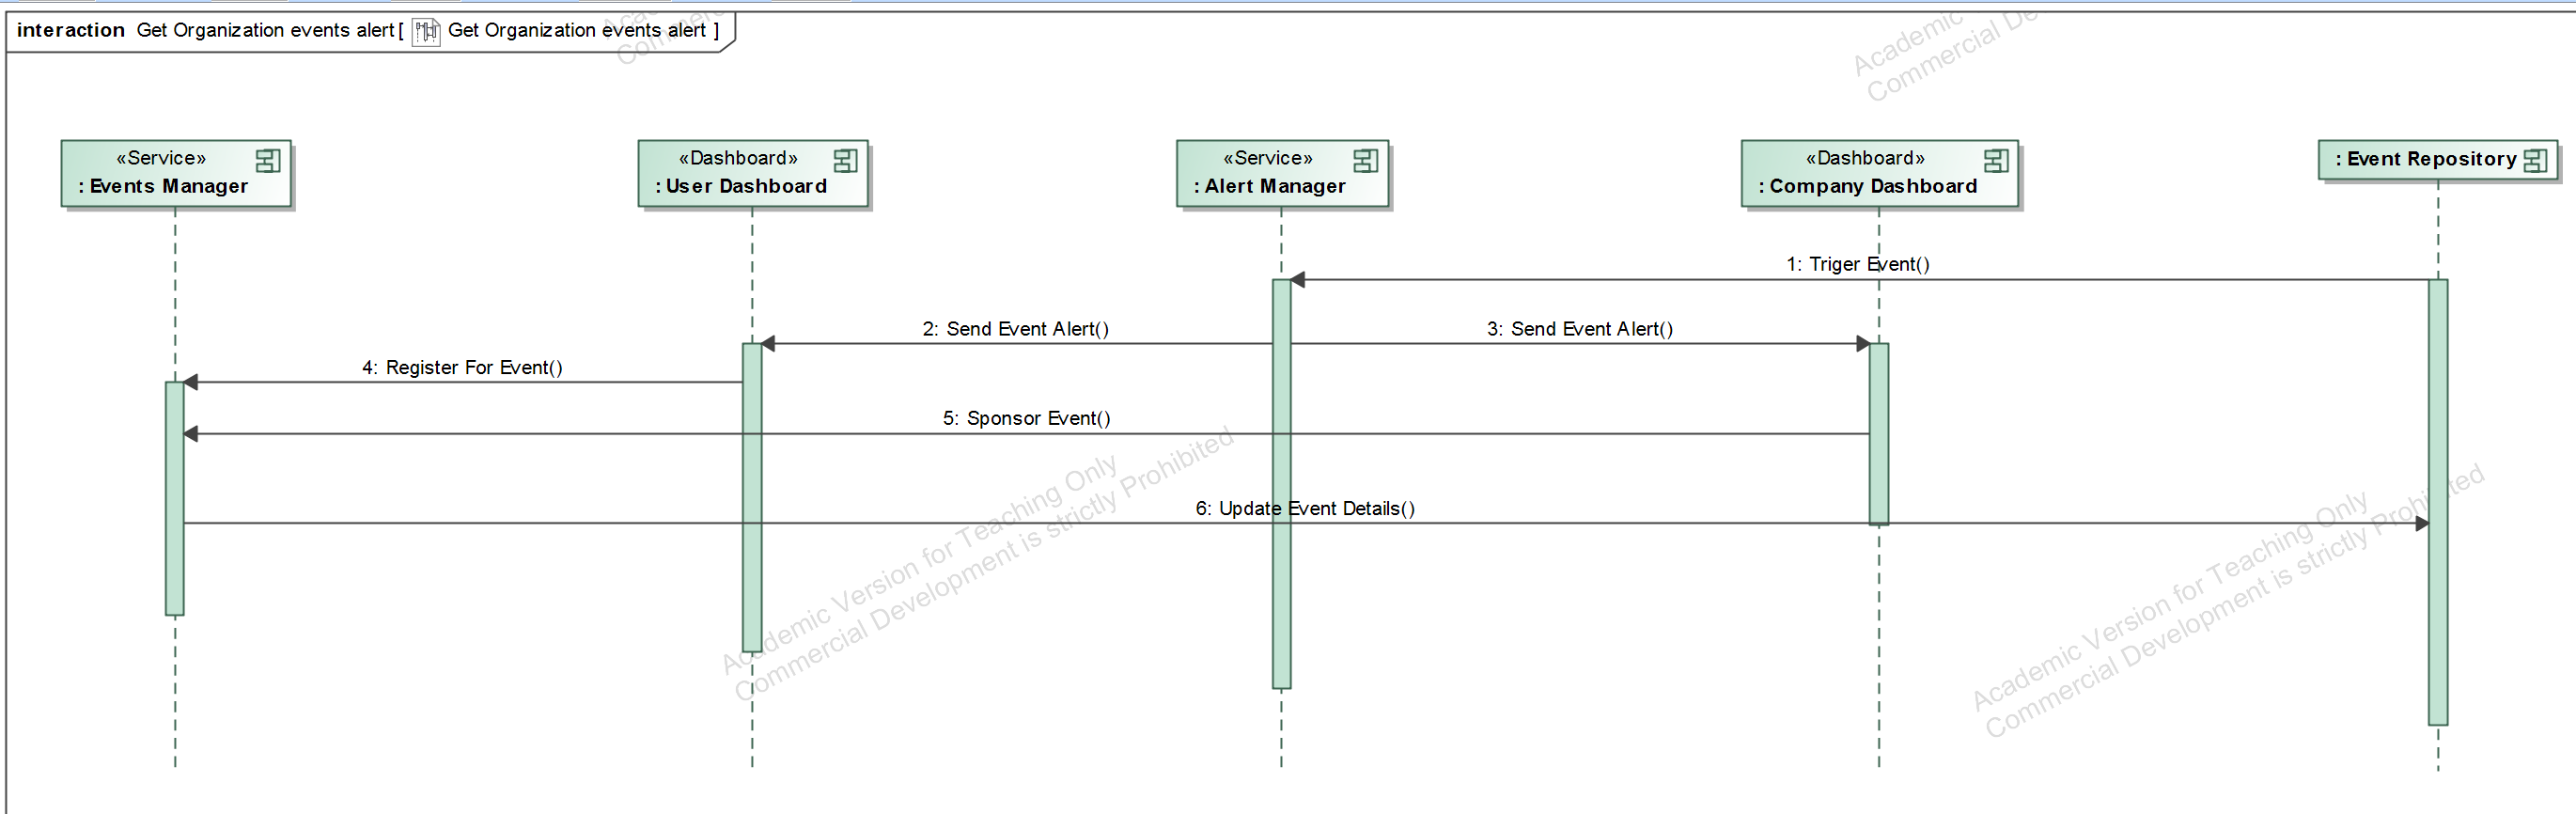 interaction Get Organization events alert [ Get Organization events alert ]
Academic
Commercial De
«Service»
: Events Manager
«Dashboard»
: User Dashboard
«Service»
: Alert Manager
«Dashboard»
: Company Dashboard
: Event Repository
1: Triger Event()
2: Send Event Alert()
3: Send Event Alert()
4: Register For Event()
5: Sponsor Event()
6: Update Event Details()
Academic Version for Teaching Only
Commercial Development is strictly Prohibited
Academic Version for Teaching Only
Commercial Development is strictly Prohibited